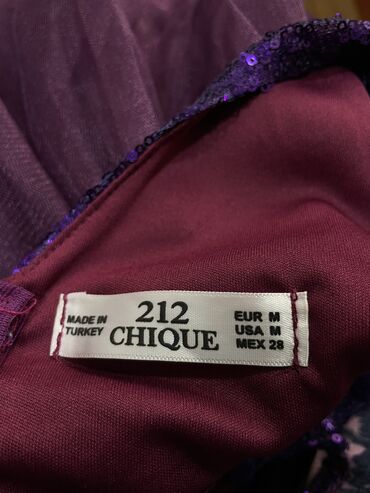 MADE IN
TURKEY
212
CHIQUE
EUR M
USA M
MEX 28